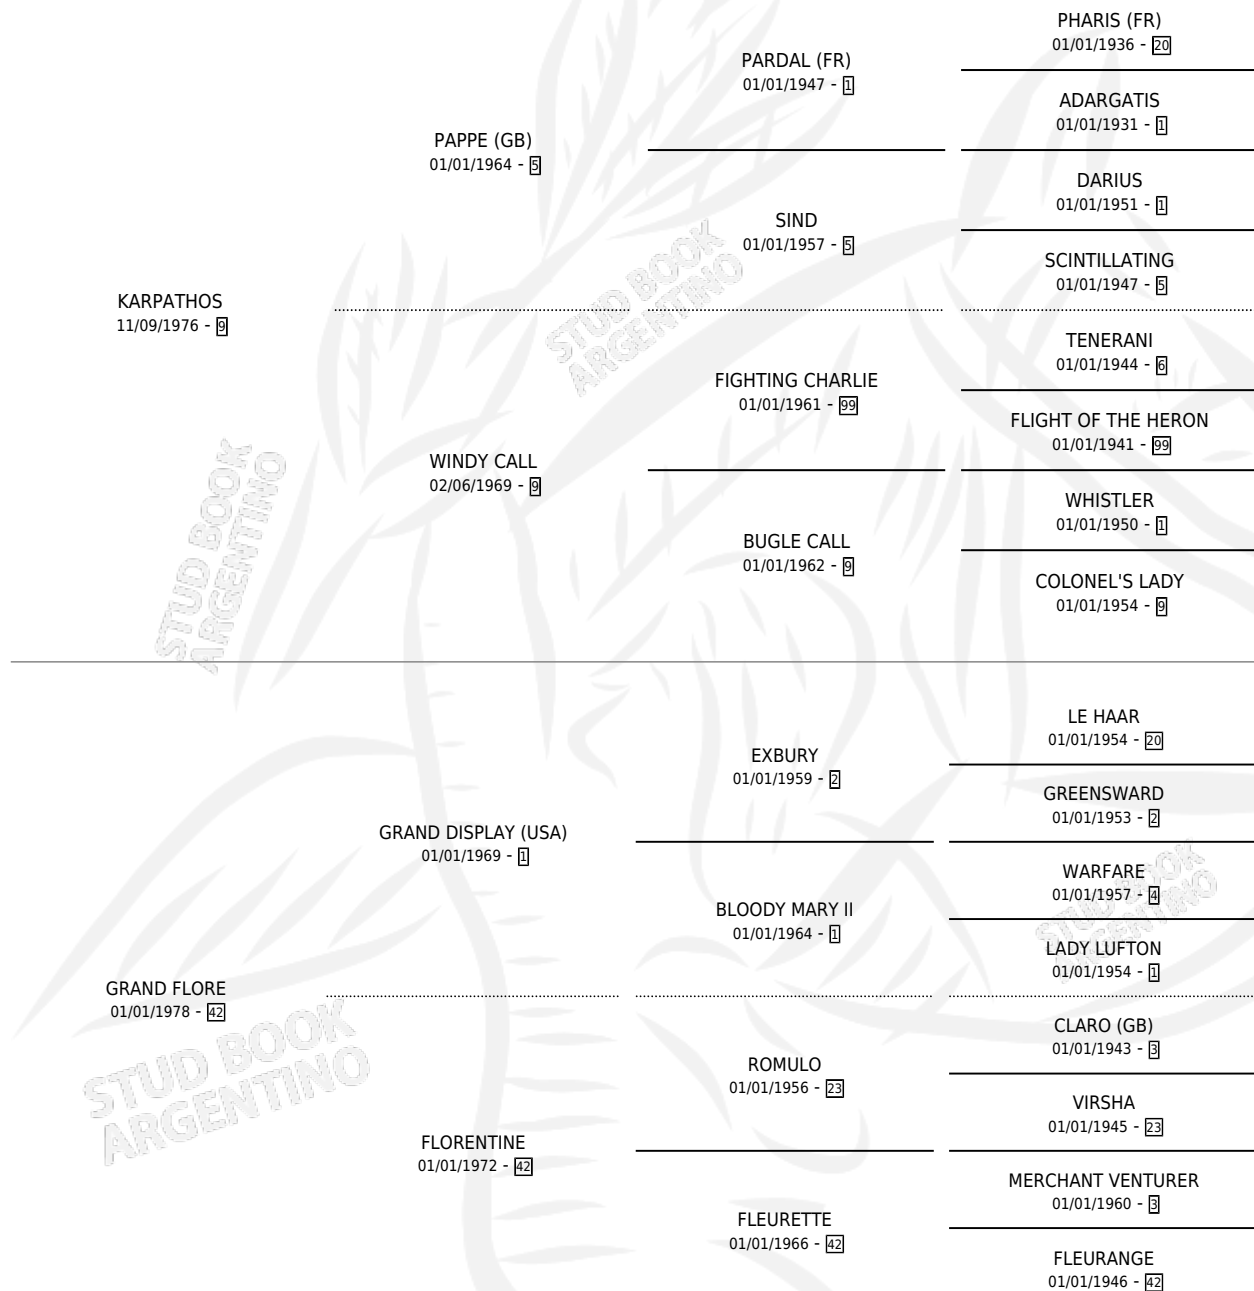 PHARIS (FR)
01/01/1936 - 20
PARDAL (FR)
01/01/1947 - 1
ADARGATIS
01/01/1931 - 1
PAPPE (GB)
01/01/1964 - 5
DARIUS
01/01/1951 - 1
SIND
01/01/1957 - 5
SCINTILLATING
01/01/1947 - 5
KARPATHOS
11/09/1976 - 9
TENERANI
01/01/1944 - 6
FIGHTING CHARLIE
01/01/1961 - 99
FLIGHT OF THE HERON
01/01/1941 - 99
WINDY CALL
02/06/1969 - 9
WHISTLER
01/01/1950 - 1
BUGLE CALL
01/01/1962 - 9
COLONEL'S LADY
01/01/1954 - 9
LE HAAR
01/01/1954 - 20
EXBURY
01/01/1959 - 2
GREENSWARD
01/01/1953 - 2
GRAND DISPLAY (USA)
01/01/1969 - 1
WARFARE
01/01/1957 - 4
BLOODY MARY II
01/01/1964 - 1
LADY LUFTON
01/01/1954 - 1
GRAND FLORE
01/01/1978 - 42
CLARO (GB)
01/01/1943 - 3
ROMULO
01/01/1956 - 23
VIRSHA
01/01/1945 - 23
FLORENTINE
01/01/1972 - 42
MERCHANT VENTURER
01/01/1960 - 3
FLEURETTE
01/01/1966 - 42
FLEURANGE
01/01/1946 - 42
STUD BOOK
ARGENTINO
STUD BOOK
ARGENTINO
STUD BOOK
ARGENTINO
STUD BOOK
ARGENTINO